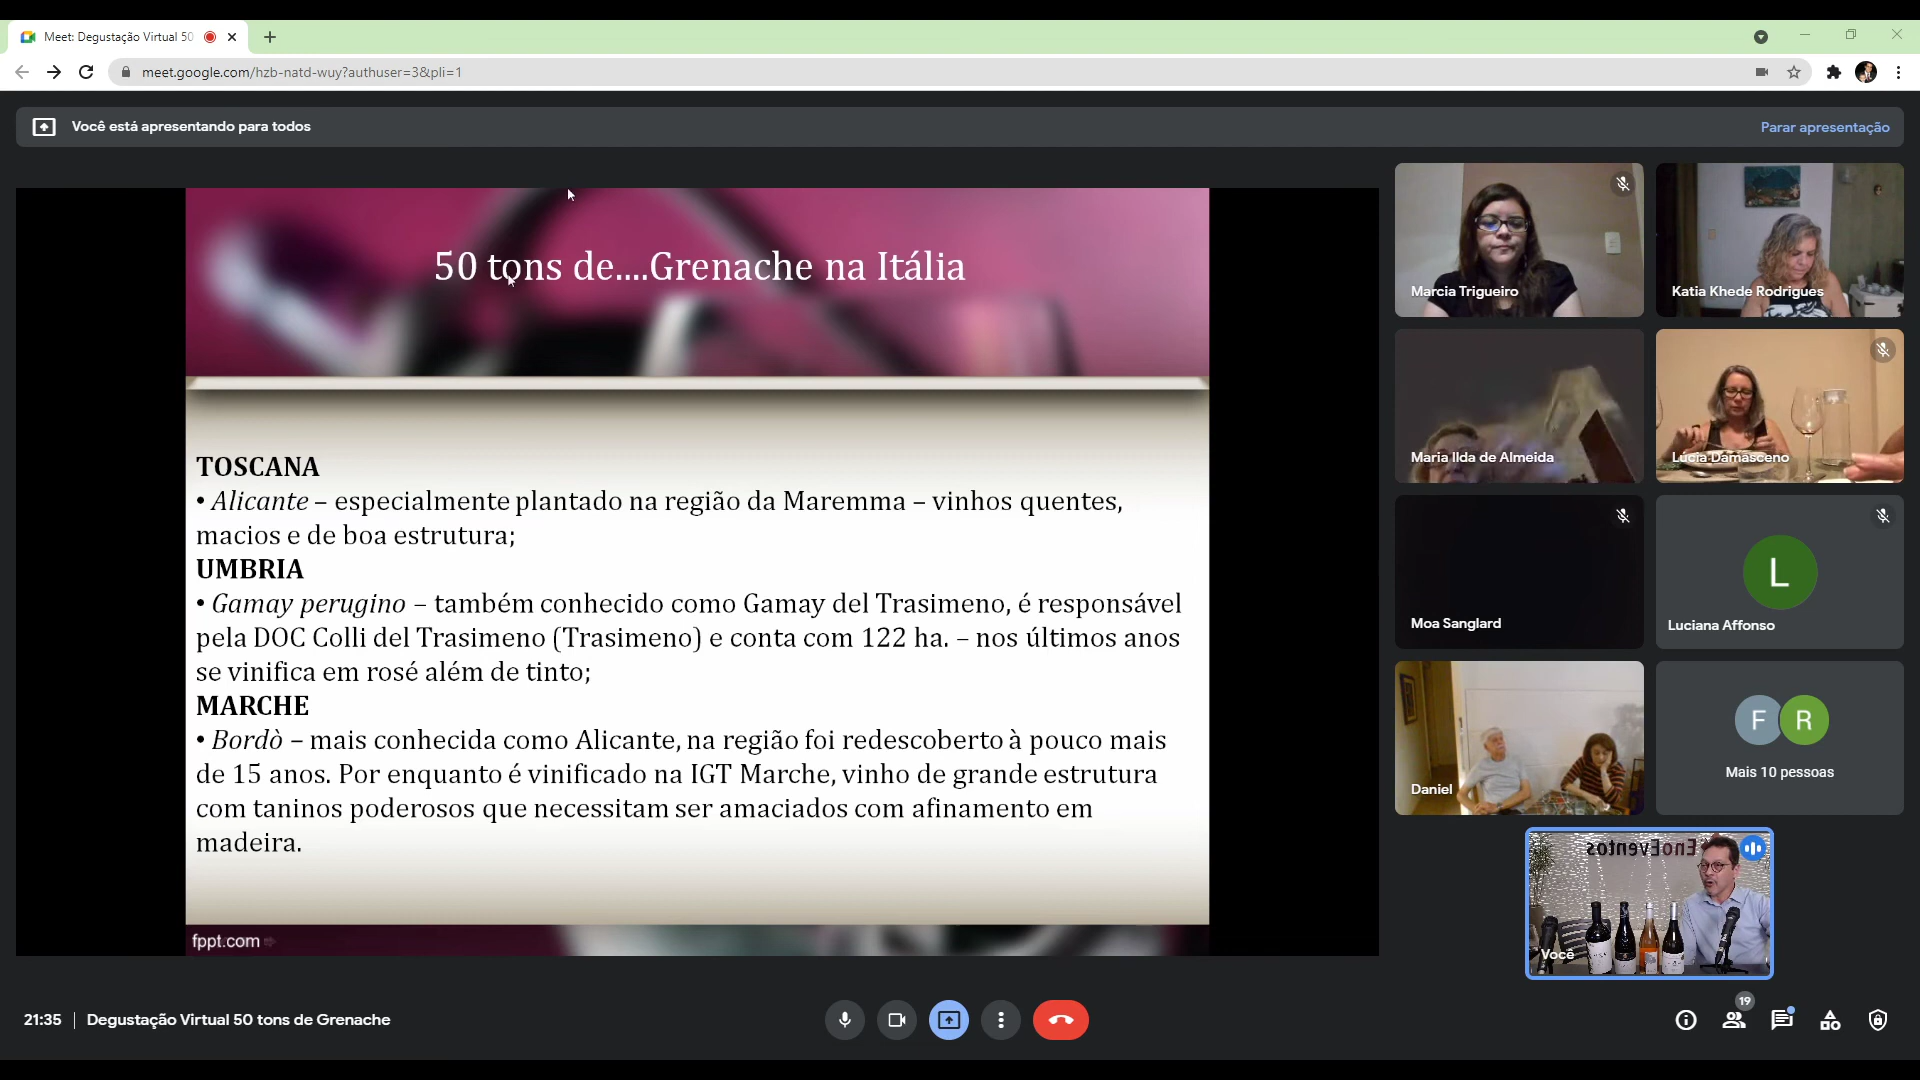 Meet: Degustação Virtual 50
meet.google.com/hzb-natd-wuy?authuser=3&pli=1
Você está apresentando para todos
Parar apresentação
50 tons de....Grenache na Itália
TOSCANA
• Alicante – especialmente plantado na região da Maremma – vinhos quentes,
macios e de boa estrutura;
UMBRIA
• Gamay perugino – também conhecido como Gamay del Trasimeno, é responsável
pela DOC Colli del Trasimeno (Trasimeno) e conta com 122 ha. – nos últimos anos
se vinifica em rosé além de tinto;
MARCHE
• Bordò – mais conhecida como Alicante, na região foi redescoberto à pouco mais
de 15 anos. Por enquanto é vinificado na IGT Marche, vinho de grande estrutura
com taninos poderosos que necessitam ser amaciados com afinamento em
madeira.
fppt.com
Marcia Trigueiro
Katia Khede Rodrigues
Maria Ilda de Almeida
Lúcia Damasceno
Moa Sanglard
L
Luciana Affonso
Daniel
F R
Mais 10 pessoas
EnoEventos
Você
21:35 | Degustação Virtual 50 tons de Grenache
19